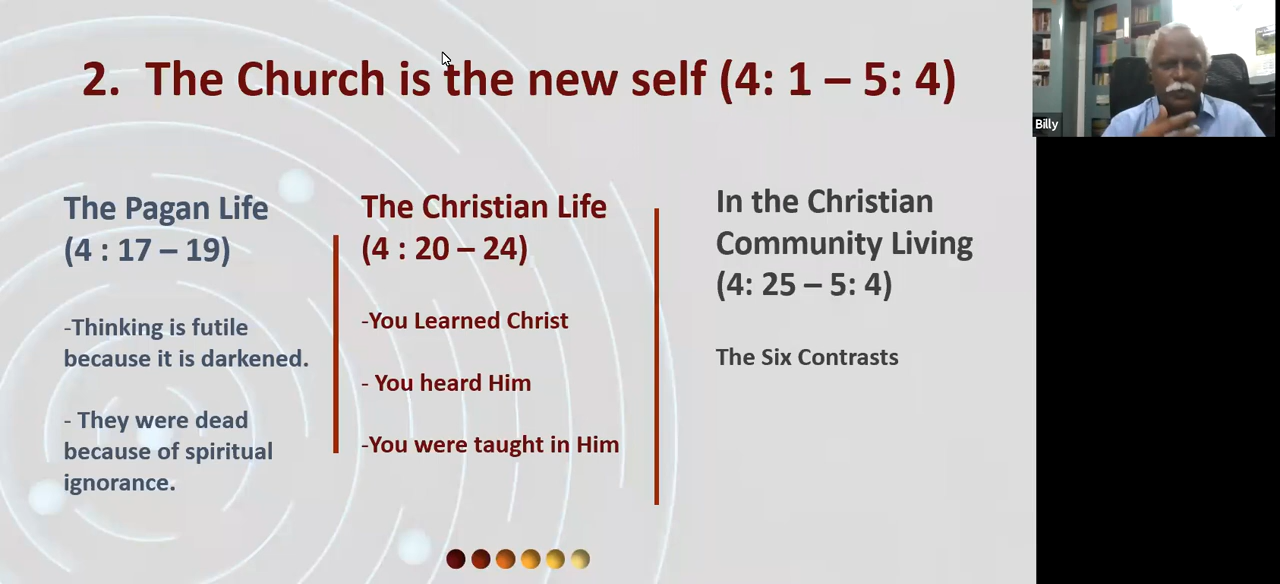 2. The Church is the new self (4: 1 – 5: 4)
The Pagan Life
(4 : 17 – 19)
-Thinking is futile
because it is darkened.
- They were dead
because of spiritual
ignorance.
The Christian Life
(4 : 20 – 24)
-You Learned Christ
- You heard Him
-You were taught in Him
In the Christian
Community Living
(4: 25 – 5: 4)
The Six Contrasts
Billy